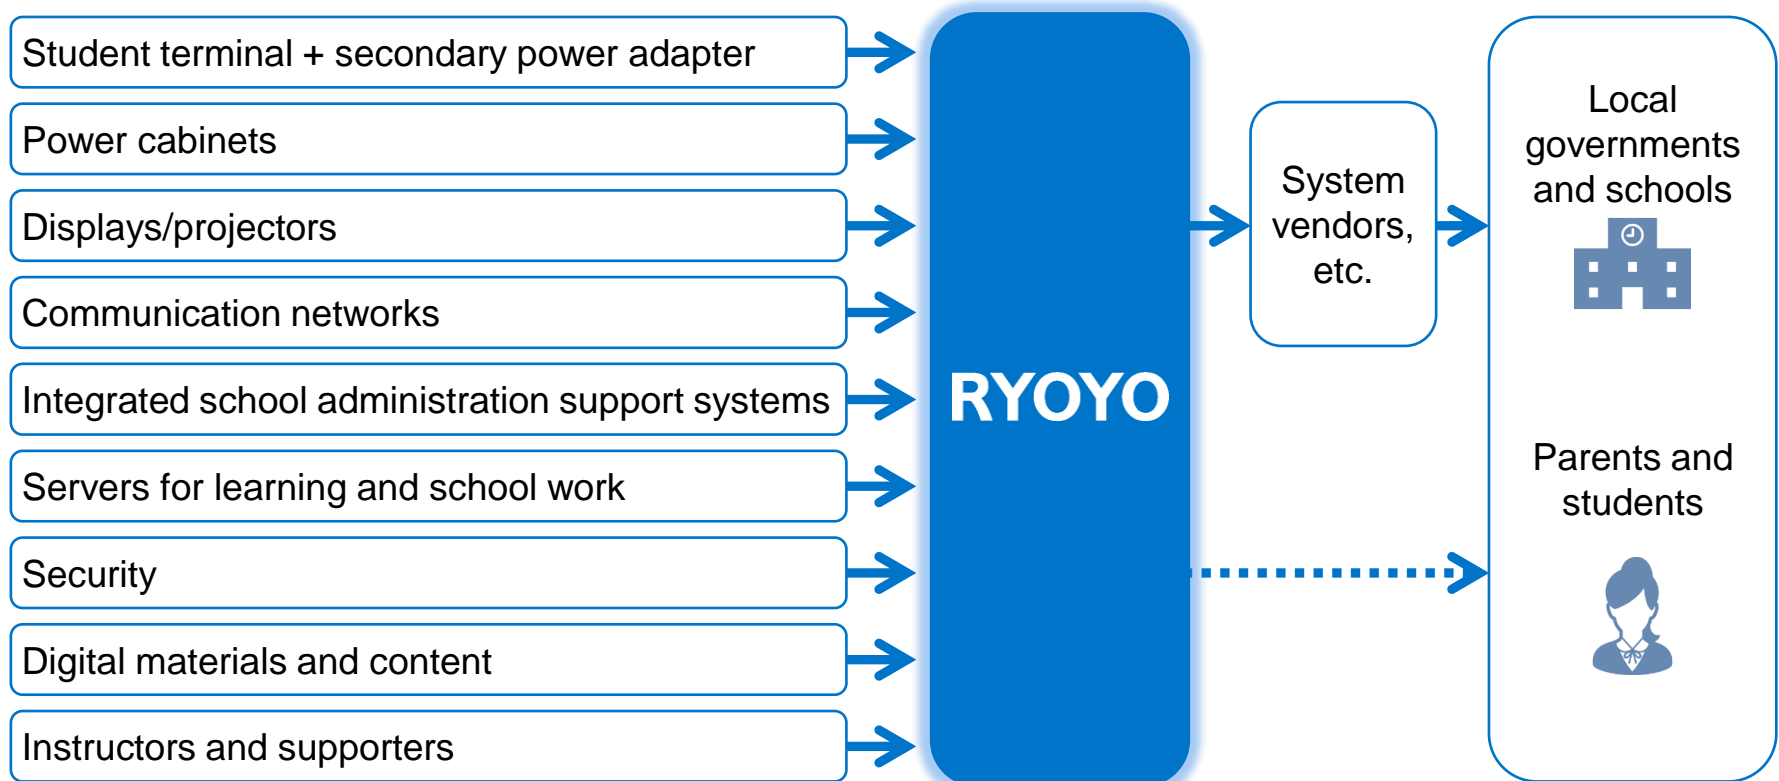 Student terminal + secondary power adapter
Power cabinets
Displays/projectors
Communication networks
Integrated school administration support systems
Servers for learning and school work
Security
Digital materials and content
Instructors and supporters
RYOYO
System
vendors,
etc.
Local
governments
and schools
Parents and
students